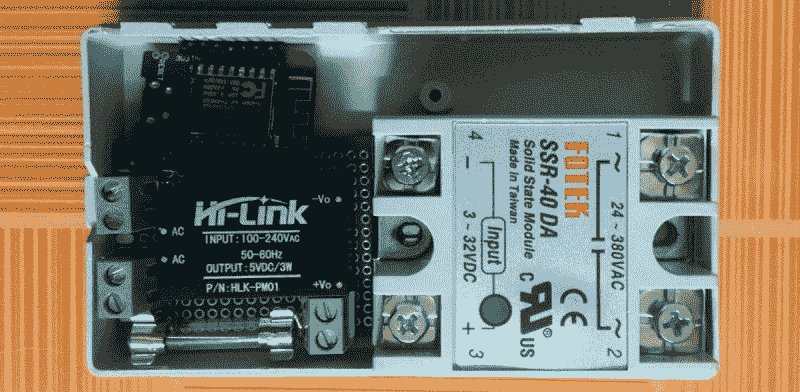 Hi-Link
-Vo
AC
INPUT:100-240VAC
50-60Hz
AC
OUTPUT:5VDC/3W
P/N:HLK-PM01
+Vo
FOTEK
SSR-40 DA
Solid State Module
Made in Taiwan
1 ~
24~380VAC
~ 2
4 -
Input
3~32VDC
+ 3
C UR US
®
CE